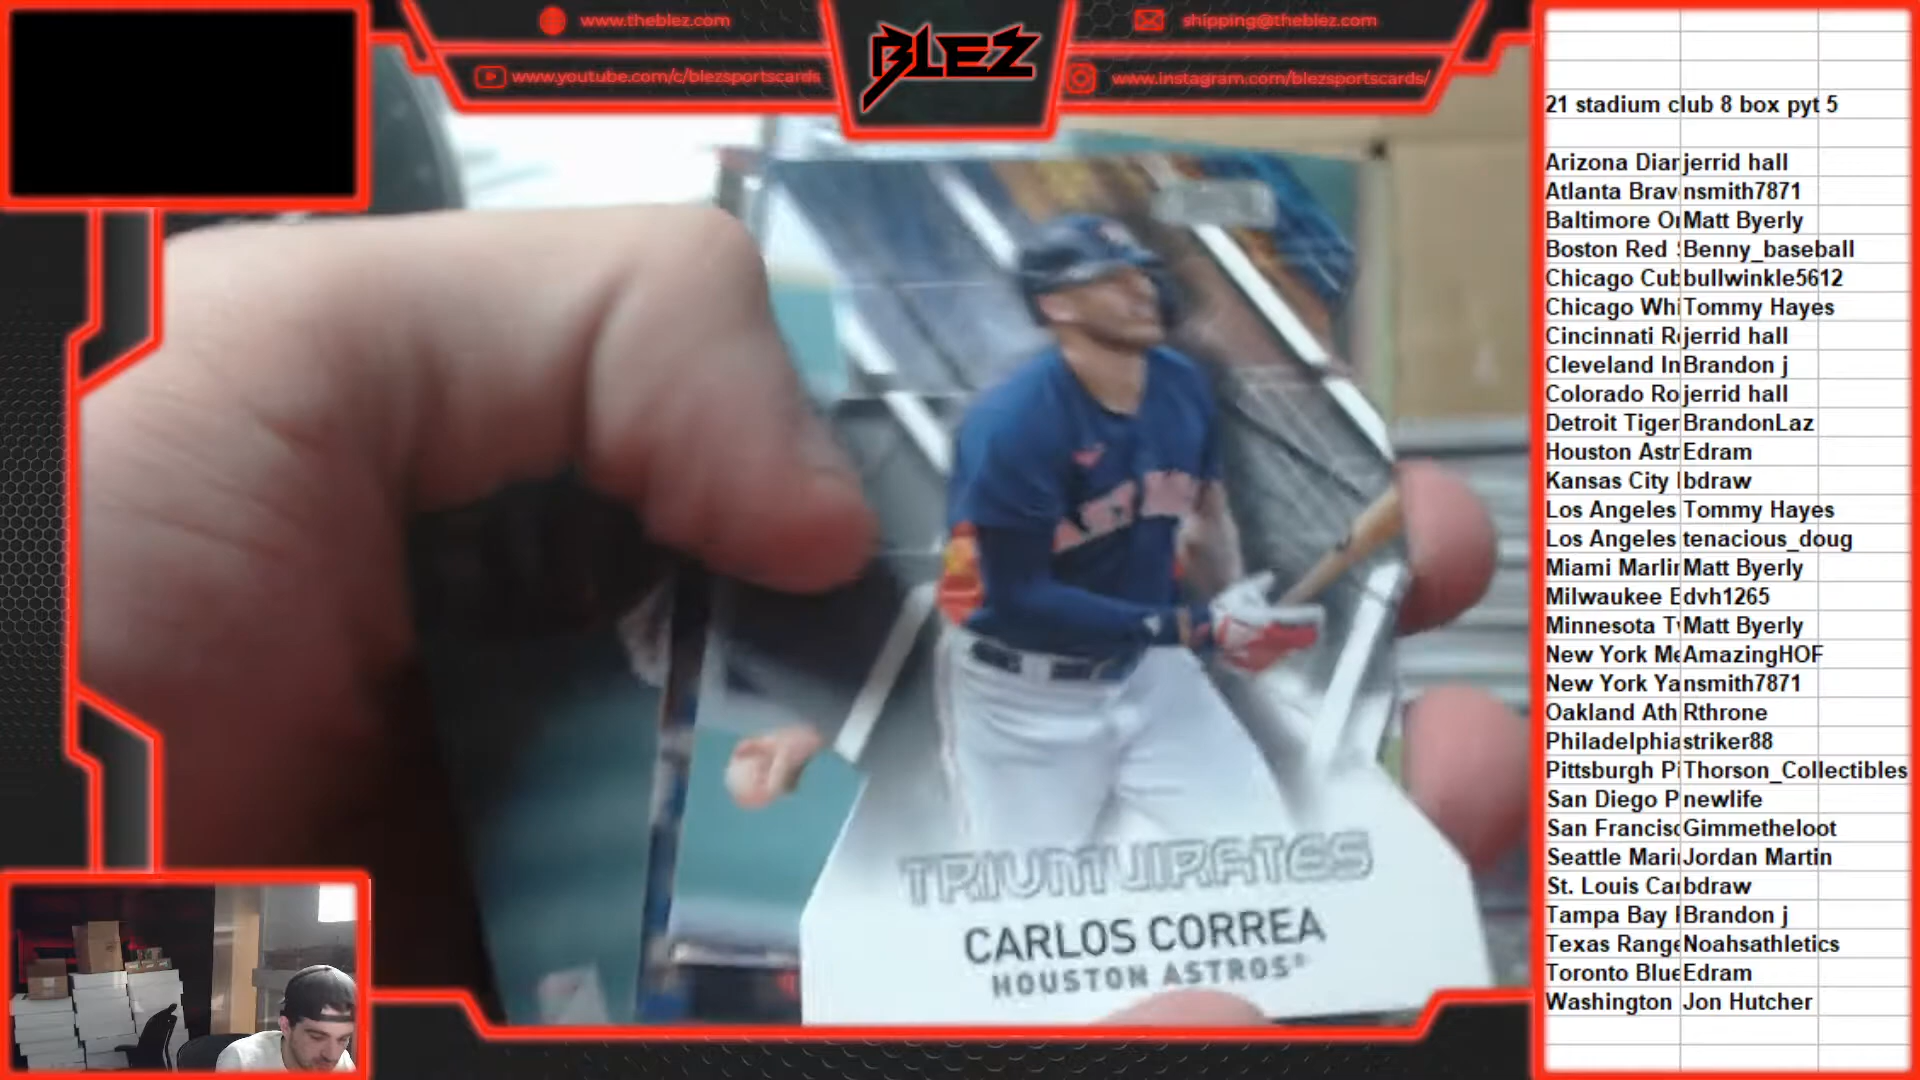 www.theblez.com
www.youtube.com/c/blezsportscards
BLEZ
shipping@theblez.com
www.instagram.com/blezsportscards/
TRIUMVIRATES
CARLOS CORREA
HOUSTON ASTROS
21 stadium club 8 box pyt 5
Arizona Diar jerrid hall
Atlanta Brav nsmith7871
Baltimore O Matt Byerly
Boston Red Benny_baseball
Chicago Cub bullwinkle5612
Chicago Whi Tommy Hayes
Cincinnati R jerrid hall
Cleveland In Brandon j
Colorado Ro jerrid hall
Detroit Tiger BrandonLaz
Houston Astr Edram
Kansas City bdraw
Los Angeles Tommy Hayes
Los Angeles tenacious_doug
Miami Marlin Matt Byerly
Milwaukee dvh1265
Minnesota T Matt Byerly
New York Me AmazingHOF
New York Ya nsmith7871
Oakland Ath Rthrone
Philadelphia striker88
Pittsburgh Pi Thorson_Collectibles
San Diego P newlife
San Francisc Gimmetheloot
Seattle Mari Jordan Martin
St. Louis Car bdraw
Tampa Bay Brandon j
Texas Range Noahsathletics
Toronto Blue Edram
Washington Jon Hutcher